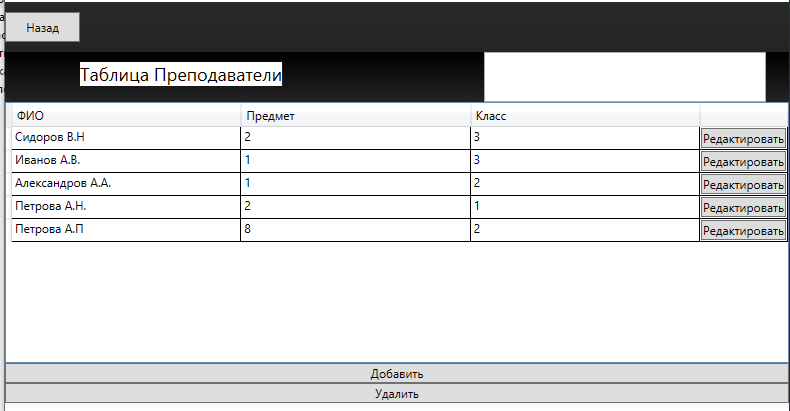 Назад
Таблица Преподаватели
ФИО Предмет Класс
Сидоров В.Н 2 3 Редактировать
Иванов А.В. 1 3 Редактировать
Александров А.А. 1 2 Редактировать
Петрова А.Н. 2 1 Редактировать
Петрова А.П 8 2 Редактировать
Добавить
Удалить